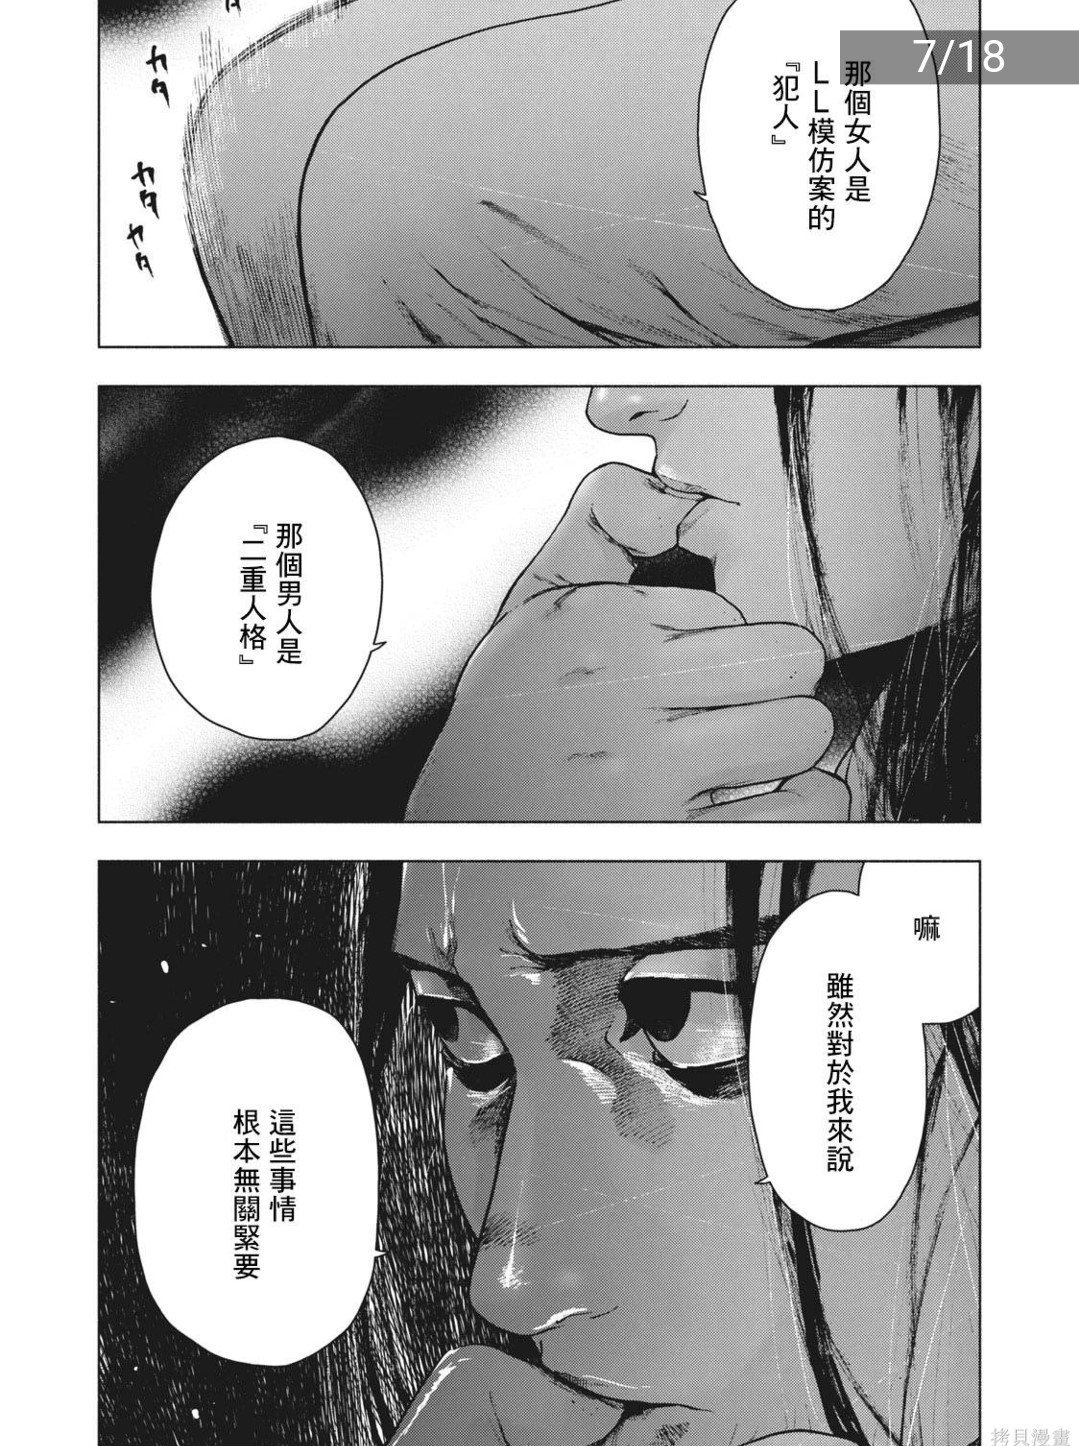 7/18
那個女人是
LL模仿案的
『犯人』
カタ
カタ
カタ
那個男人是
『二重人格』
嘛
雖然對於我來說
這些事情
根本無關緊要
拷貝漫畫